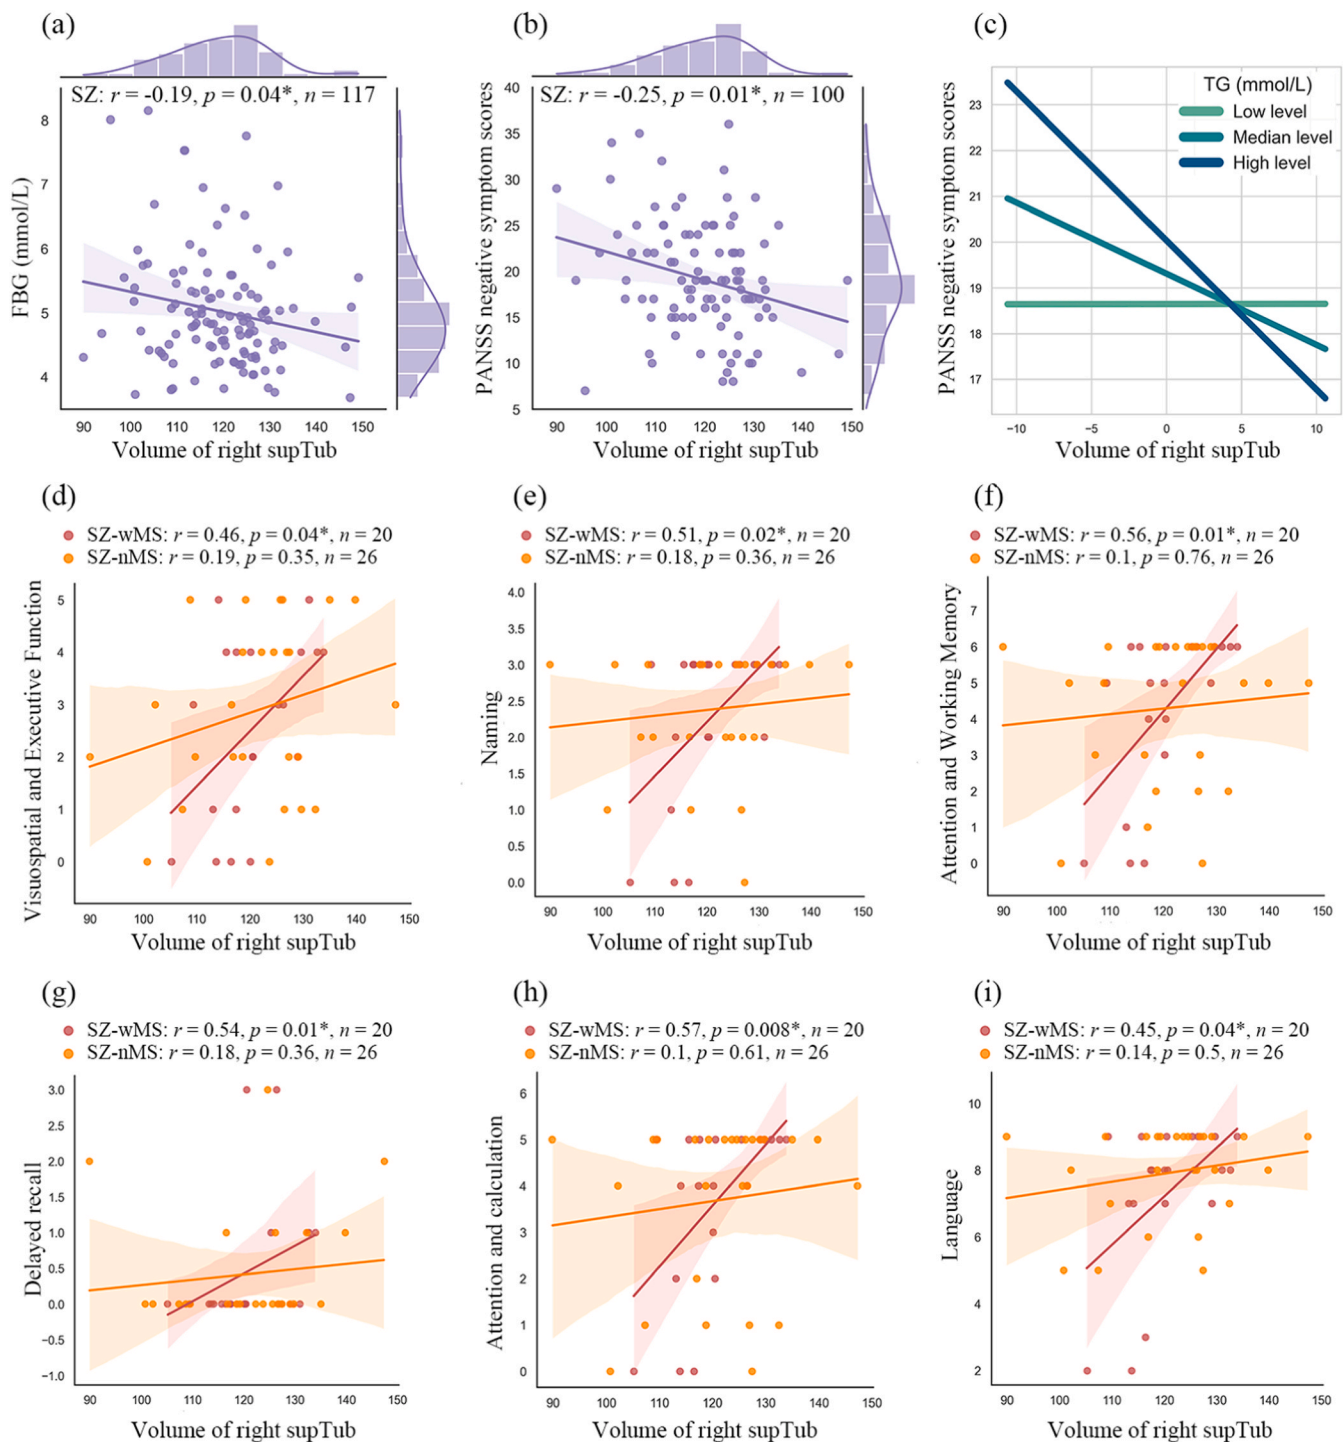 (a)
SZ: r = -0.19, p = 0.04*, n = 117
FBG (mmol/L)
8
7
6
5
4
90 100 110 120 130 140 150
Volume of right supTub
(b)
SZ: r = -0.25, p = 0.01*, n = 100
PANSS negative symptom scores
40
35
30
25
20
15
10
5
90 100 110 120 130 140 150
Volume of right supTub
(c)
TG (mmol/L)
Low level
Median level
High level
PANSS negative symptom scores
23
22
21
20
19
18
17
−10 −5 0 5 10
Volume of right supTub
(d)
SZ-wMS: r = 0.46, p = 0.04*, n = 20
SZ-nMS: r = 0.19, p = 0.35, n = 26
Visuospatial and Executive Function
5
4
3
2
1
0
90 100 110 120 130 140 150
Volume of right supTub
(e)
SZ-wMS: r = 0.51, p = 0.02*, n = 20
SZ-nMS: r = 0.18, p = 0.36, n = 26
Naming
4.0
3.5
3.0
2.5
2.0
1.5
1.0
0.5
0.0
90 100 110 120 130 140 150
Volume of right supTub
(f)
SZ-wMS: r = 0.56, p = 0.01*, n = 20
SZ-nMS: r = 0.1, p = 0.76, n = 26
Attention and Working Memory
7
6
5
4
3
2
1
0
90 100 110 120 130 140 150
Volume of right supTub
(g)
SZ-wMS: r = 0.54, p = 0.01*, n = 20
SZ-nMS: r = 0.18, p = 0.36, n = 26
Delayed recall
3.0
2.5
2.0
1.5
1.0
0.5
0.0
−0.5
−1.0
90 100 110 120 130 140 150
Volume of right supTub
(h)
SZ-wMS: r = 0.57, p = 0.008*, n = 20
SZ-nMS: r = 0.1, p = 0.61, n = 26
Attention and calculation
6
5
4
3
2
1
0
90 100 110 120 130 140 150
Volume of right supTub
(i)
SZ-wMS: r = 0.45, p = 0.04*, n = 20
SZ-nMS: r = 0.14, p = 0.5, n = 26
Language
10
8
6
4
2
90 100 110 120 130 140 150
Volume of right supTub